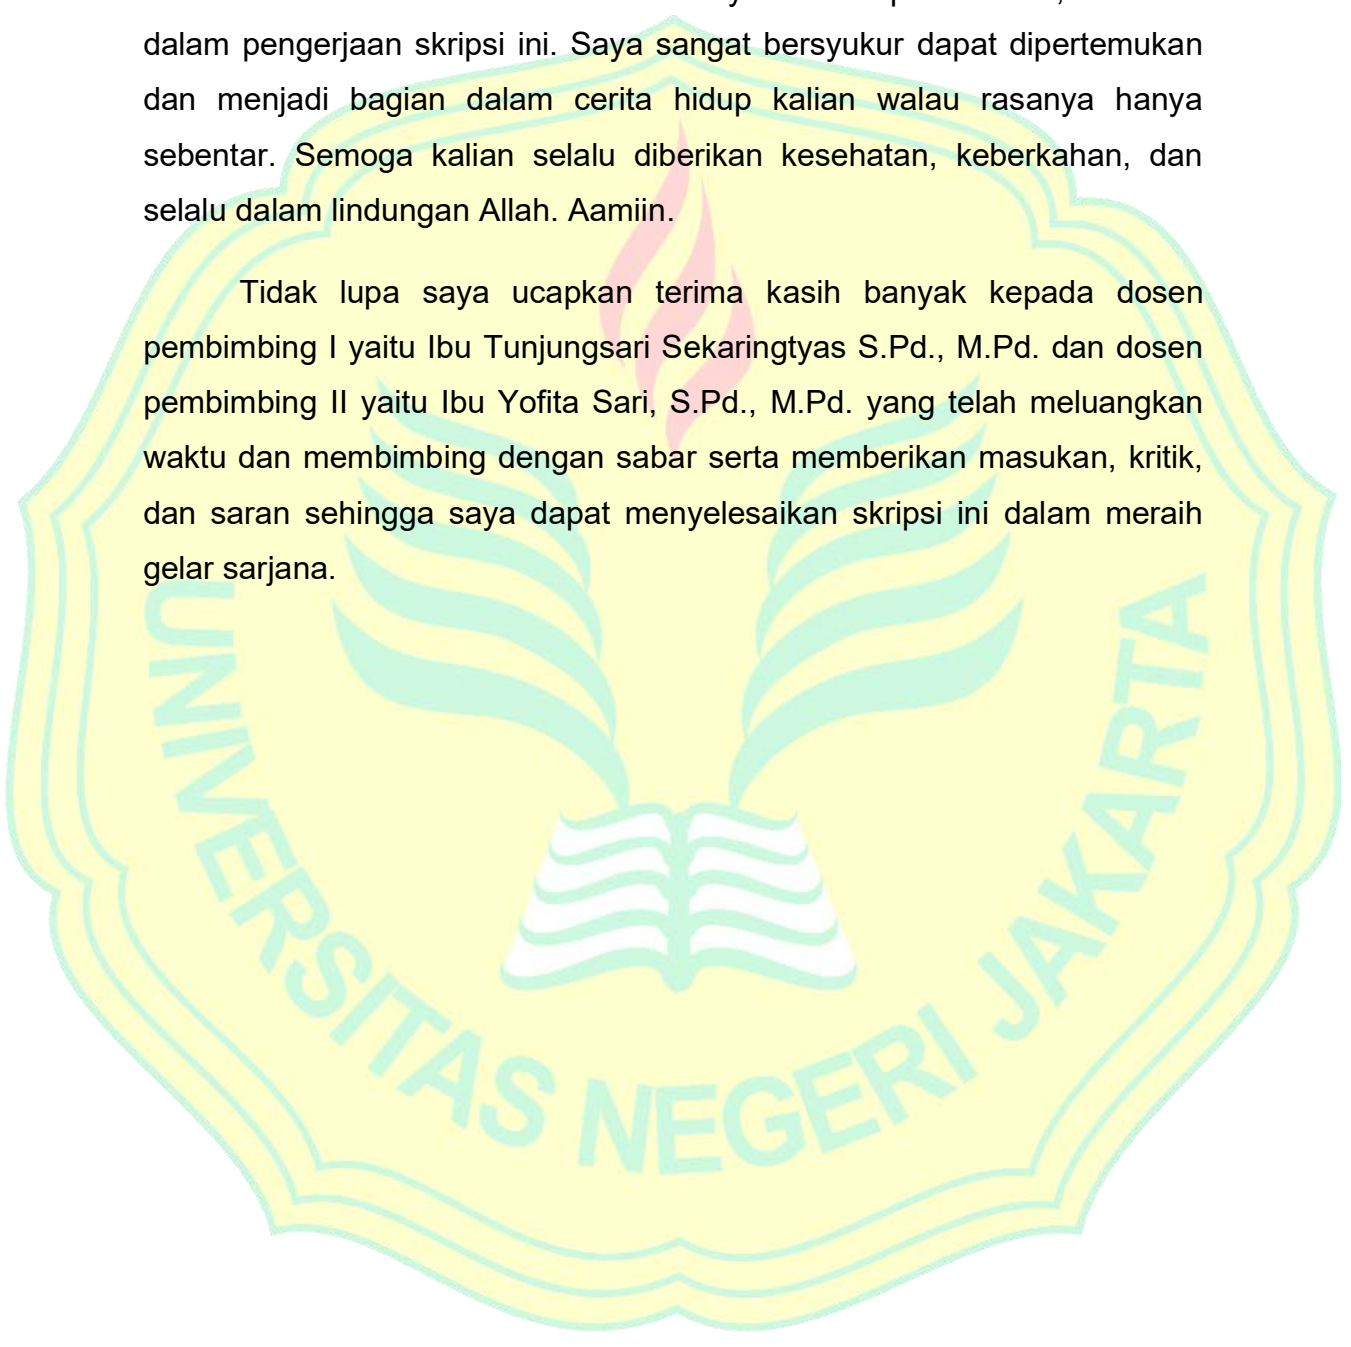 dalam pengerjaan skripsi ini. Saya sangat bersyukur dapat dipertemukan
dan menjadi bagian dalam cerita hidup kalian walau rasanya hanya
sebentar. Semoga kalian selalu diberikan kesehatan, keberkahan, dan
selalu dalam lindungan Allah. Aamiin.
Tidak lupa saya ucapkan terima kasih banyak kepada dosen
pembimbing I yaitu Ibu Tunjungsari Sekaringtyas S.Pd., M.Pd. dan dosen
pembimbing II yaitu Ibu Yofita Sari, S.Pd., M.Pd. yang telah meluangkan
waktu dan membimbing dengan sabar serta memberikan masukan, kritik,
dan saran sehingga saya dapat menyelesaikan skripsi ini dalam meraih
gelar sarjana.
UNIVERSITAS NEGERI JAKARTA